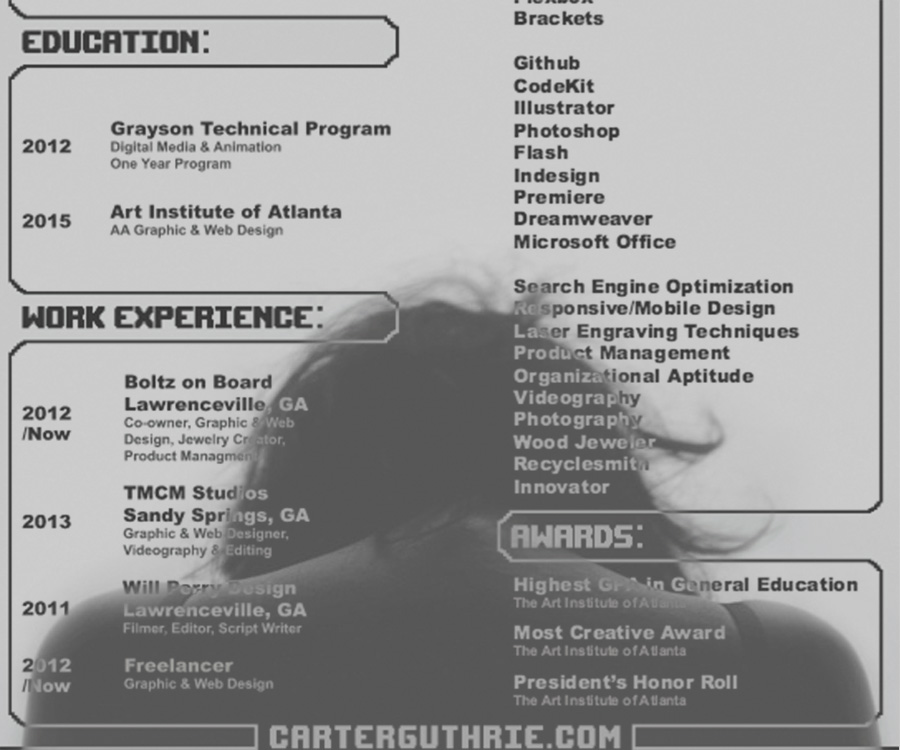 EDUCATION:
2012
Grayson Technical Program
Digital Media & Animation
One Year Program
2015
Art Institute of Atlanta
AA Graphic & Web Design
WORK EXPERIENCE:
2012
/Now
Boltz on Board
Lawrenceville, GA
Co-owner, Graphic & Web
Design, Jewelry Creator,
Product Managment
2013
TMCM Studios
Sandy Springs, GA
Graphic & Web Designer,
Videography & Editing
2011
Will Perry Design
Lawrenceville, GA
Filmer, Editor, Script Writer
2012
/Now
Freelancer
Graphic & Web Design
Flexbox
Brackets
Github
CodeKit
Illustrator
Photoshop
Flash
Indesign
Premiere
Dreamweaver
Microsoft Office
Search Engine Optimization
Responsive/Mobile Design
Laser Engraving Techniques
Product Management
Organizational Aptitude
Videography
Photography
Wood Jeweler
Recyclesmith
Innovator
AWARDS:
Highest GPA in General Education
The Art Institute of Atlanta
Most Creative Award
The Art Institute of Atlanta
President's Honor Roll
The Art Institute of Atlanta
CARTERGUTHRIE.COM